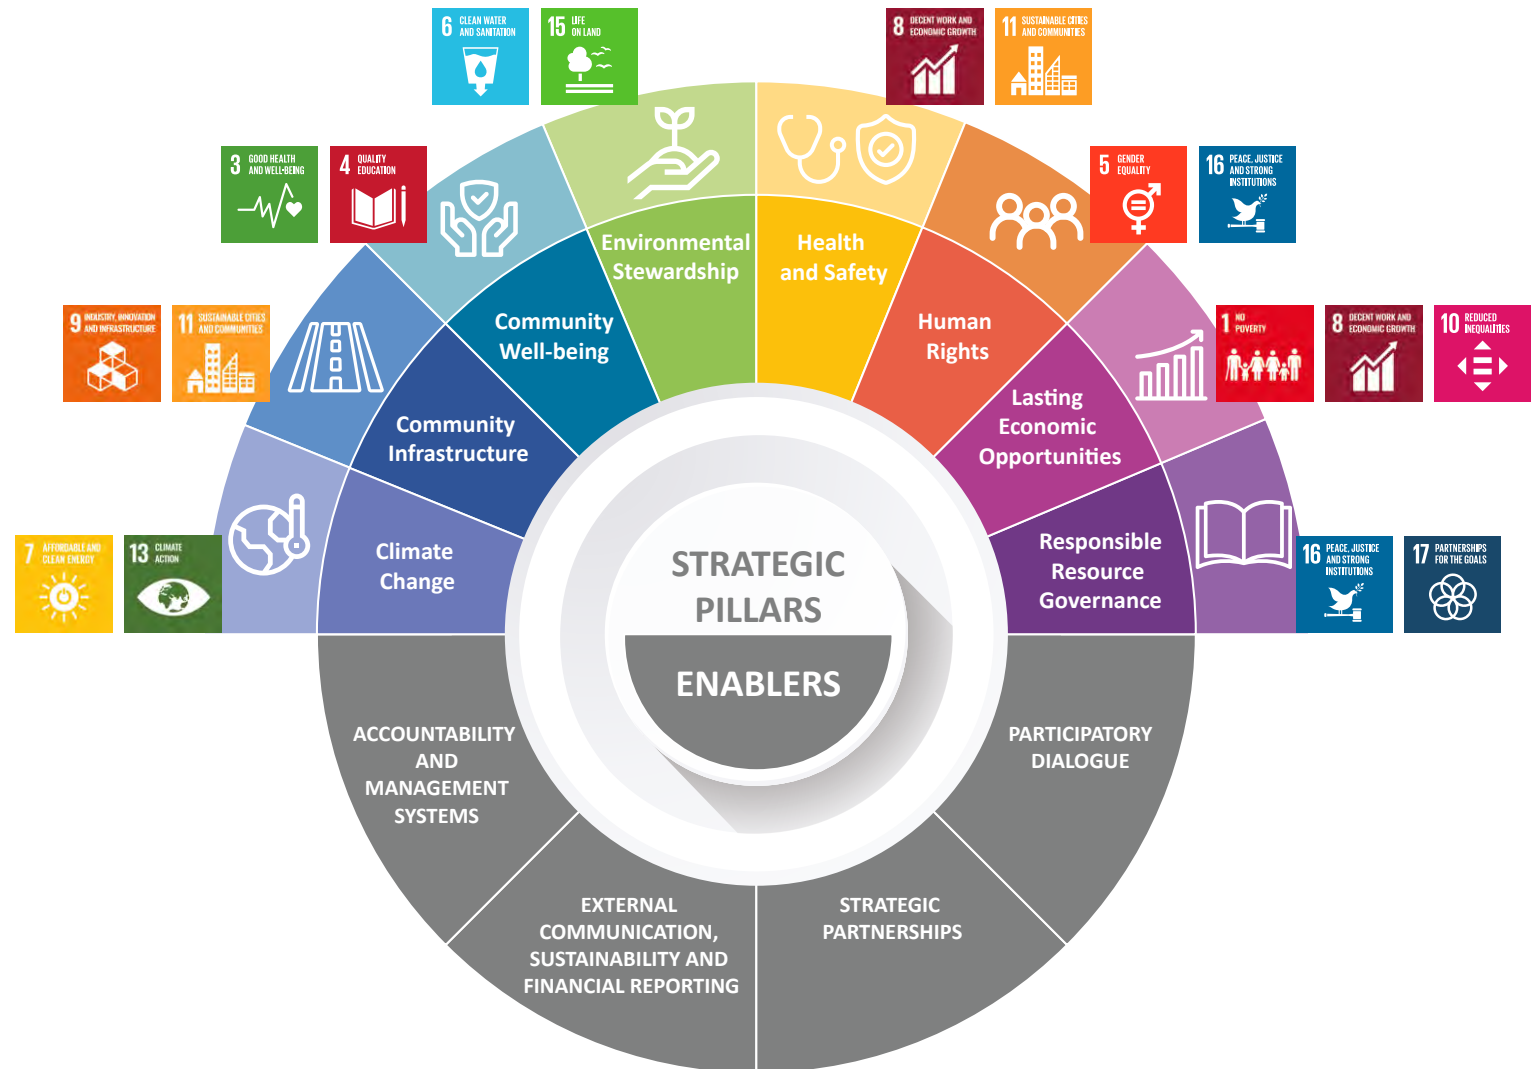 6 CLEAN WATER
AND SANITATION
15 LIFE
ON LAND
8 DECENT WORK AND
ECONOMIC GROWTH
11 SUSTAINABLE CITIES
AND COMMUNITIES
3 GOOD HEALTH
AND WELL-BEING
4 QUALITY
EDUCATION
5 GENDER
EQUALITY
16 PEACE, JUSTICE
AND STRONG
INSTITUTIONS
9 INDUSTRY, INNOVATION
AND INFRASTRUCTURE
11 SUSTAINABLE CITIES
AND COMMUNITIES
1 NO
POVERTY
8 DECENT WORK AND
ECONOMIC GROWTH
10 REDUCED
INEQUALITIES
7 AFFORDABLE AND
CLEAN ENERGY
13 CLIMATE
ACTION
16 PEACE, JUSTICE
AND STRONG
INSTITUTIONS
17 PARTNERSHIPS
FOR THE GOALS
Climate
Change
Community
Infrastructure
Community
Well-being
Environmental
Stewardship
Health
and Safety
Human
Rights
Lasting
Economic
Opportunities
Responsible
Resource
Governance
STRATEGIC
PILLARS
ENABLERS
ACCOUNTABILITY
AND
MANAGEMENT
SYSTEMS
EXTERNAL
COMMUNICATION,
SUSTAINABILITY AND
FINANCIAL REPORTING
STRATEGIC
PARTNERSHIPS
PARTICIPATORY
DIALOGUE